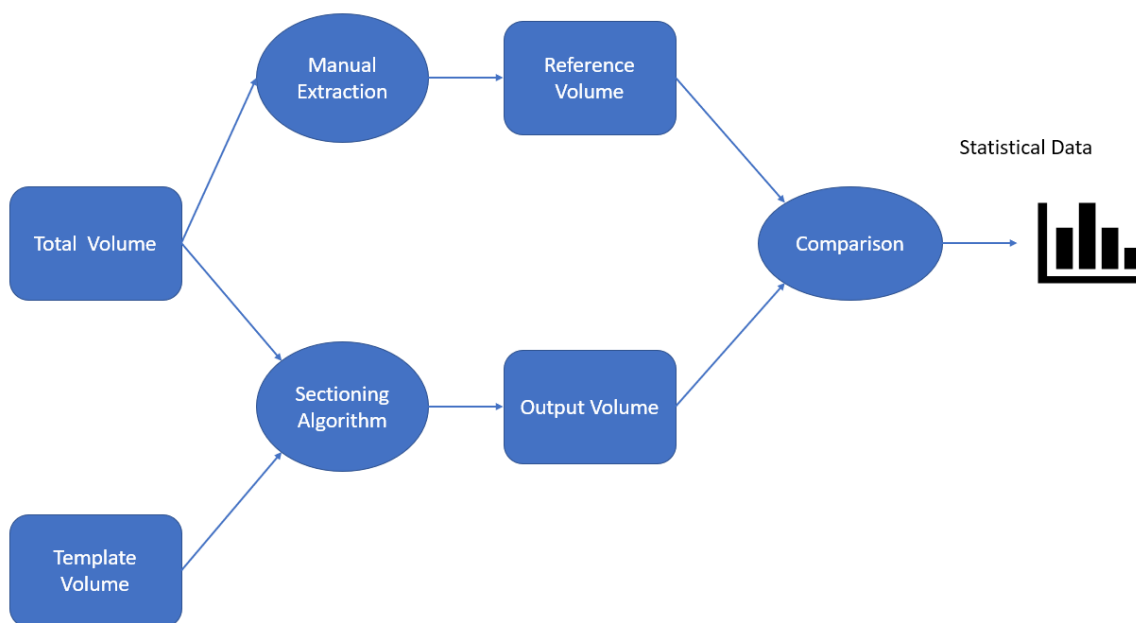 Manual
Extraction
Reference
Volume
Statistical Data
Total  Volume
Comparison
Sectioning
Algorithm
Output Volume
Template
Volume